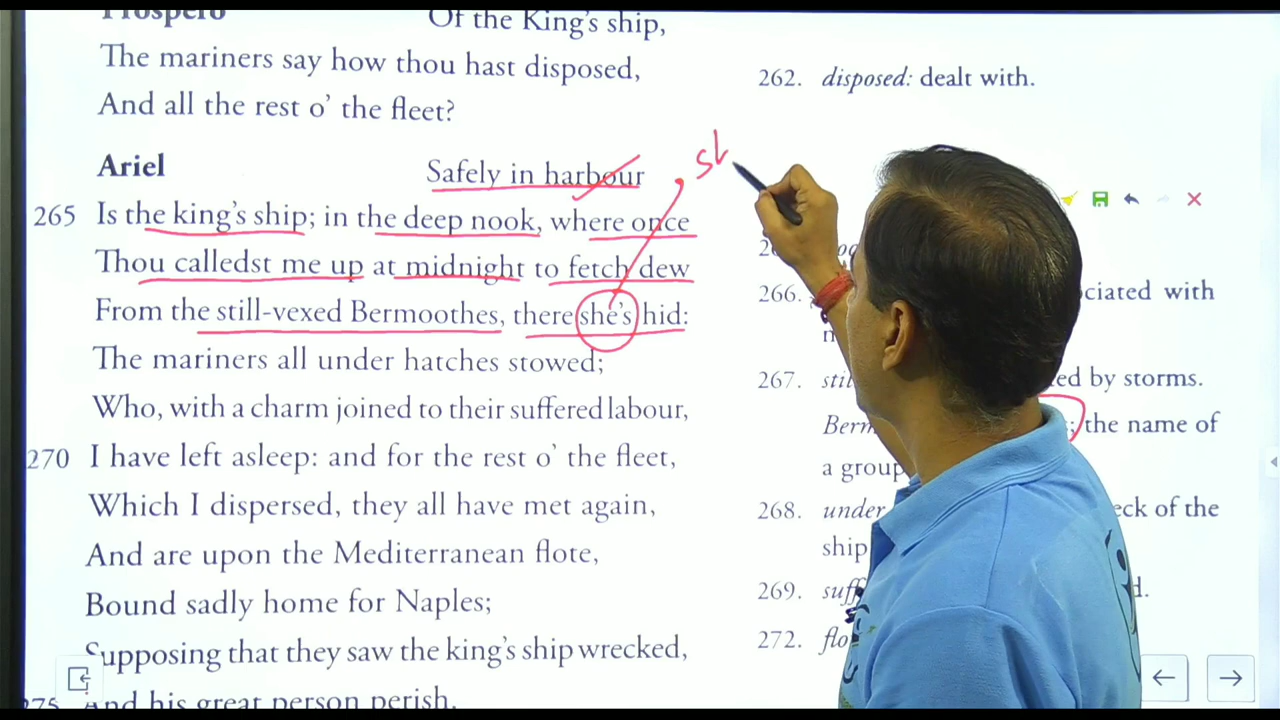 Prospero Of the King's ship,
The mariners say how thou hast disposed,
And all the rest o' the fleet?
262. disposed: dealt with.
Ariel Safely in harbour
265 Is the king's ship; in the deep nook, where once
Thou calledst me up at midnight to fetch dew
From the still-vexed Bermoothes, there she's hid:
The mariners all under hatches stowed;
Who, with a charm joined to their suffered labour,
270 I have left asleep: and for the rest o' the fleet,
Which I dispersed, they all have met again,
And are upon the Mediterranean flote,
Bound sadly home for Naples;
Supposing that they saw the king's ship wrecked,
And his great person perish.
266. ciated with
267. by storms.
the name of
a group
268. under eck of the
ship
269.
272.